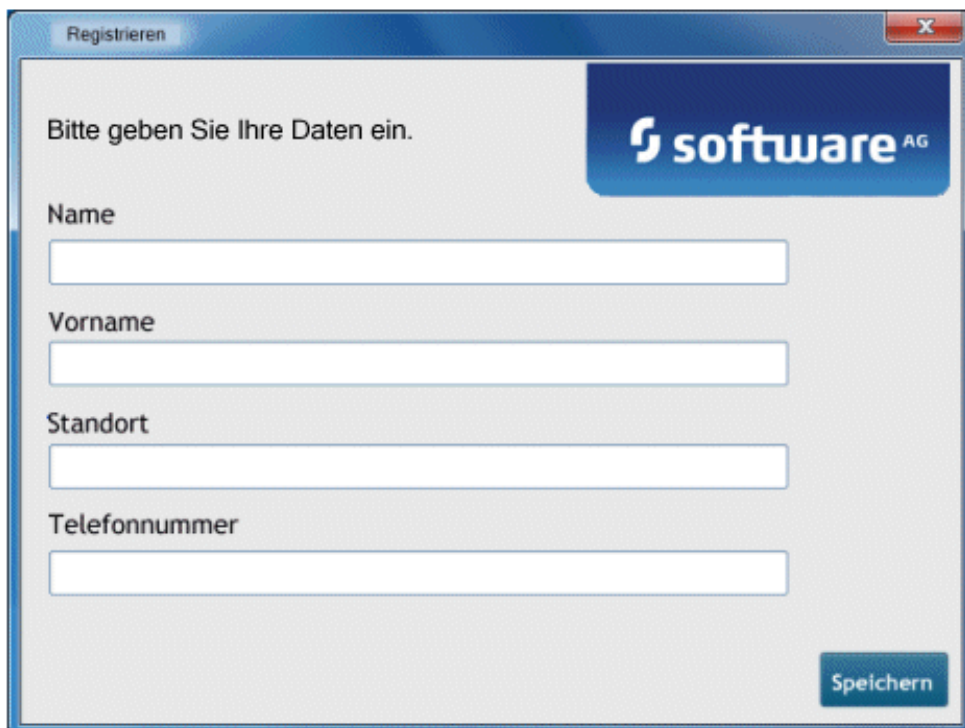 Registrieren
Bitte geben Sie Ihre Daten ein.
software AG
Name
Vorname
Standort
Telefonnummer
Speichern